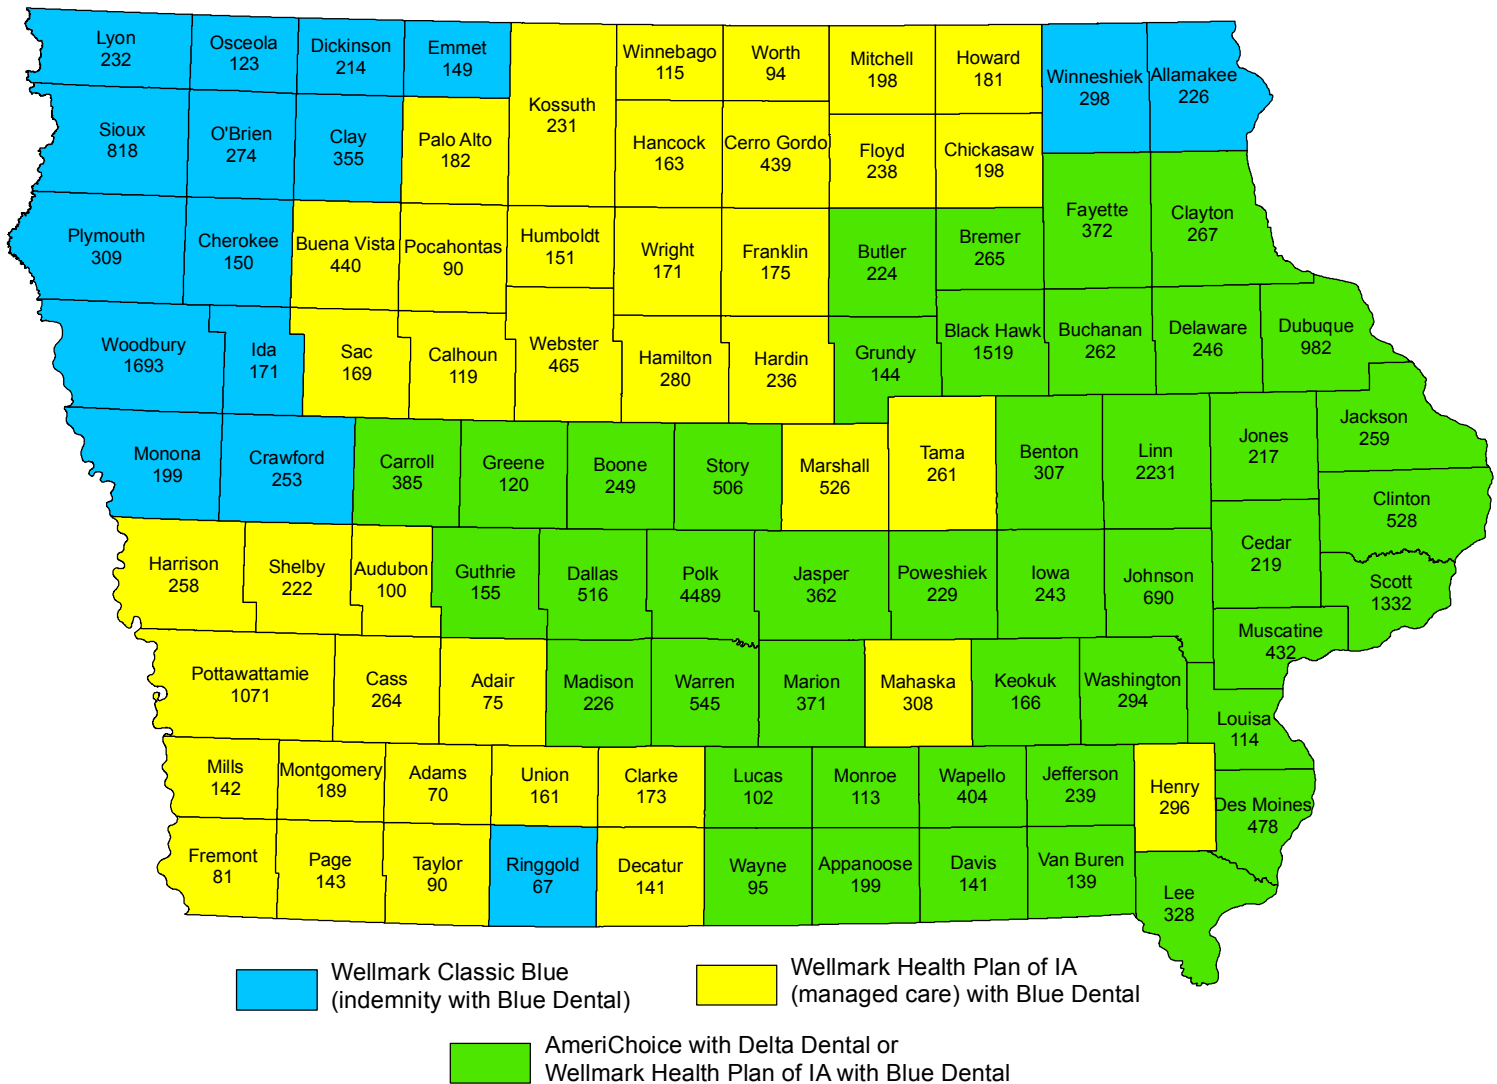 Lyon
232
Osceola
123
Dickinson
214
Emmet
149
Kossuth
231
Winnebago
115
Worth
94
Mitchell
198
Howard
181
Winneshiek
298
Allamakee
226
Sioux
818
O'Brien
274
Clay
355
Palo Alto
182
Hancock
163
Cerro Gordo
439
Floyd
238
Chickasaw
198
Fayette
372
Clayton
267
Plymouth
309
Cherokee
150
Buena Vista
440
Pocahontas
90
Humboldt
151
Wright
171
Franklin
175
Butler
224
Bremer
265
Woodbury
1693
Ida
171
Sac
169
Calhoun
119
Webster
465
Hamilton
280
Hardin
236
Grundy
144
Black Hawk
1519
Buchanan
262
Delaware
246
Dubuque
982
Monona
199
Crawford
253
Carroll
385
Greene
120
Boone
249
Story
506
Marshall
526
Tama
261
Benton
307
Linn
2231
Jones
217
Jackson
259
Clinton
528
Harrison
258
Shelby
222
Audubon
100
Guthrie
155
Dallas
516
Polk
4489
Jasper
362
Poweshiek
229
Iowa
243
Johnson
690
Cedar
219
Scott
1332
Muscatine
432
Pottawattamie
1071
Cass
264
Adair
75
Madison
226
Warren
545
Marion
371
Mahaska
308
Keokuk
166
Washington
294
Louisa
114
Mills
142
Montgomery
189
Adams
70
Union
161
Clarke
173
Lucas
102
Monroe
113
Wapello
404
Jefferson
239
Henry
296
Des Moines
478
Fremont
81
Page
143
Taylor
90
Ringgold
67
Decatur
141
Wayne
95
Appanoose
199
Davis
141
Van Buren
139
Lee
328
Wellmark Classic Blue
(indemnity with Blue Dental)
Wellmark Health Plan of IA
(managed care) with Blue Dental
AmeriChoice with Delta Dental or
Wellmark Health Plan of IA with Blue Dental